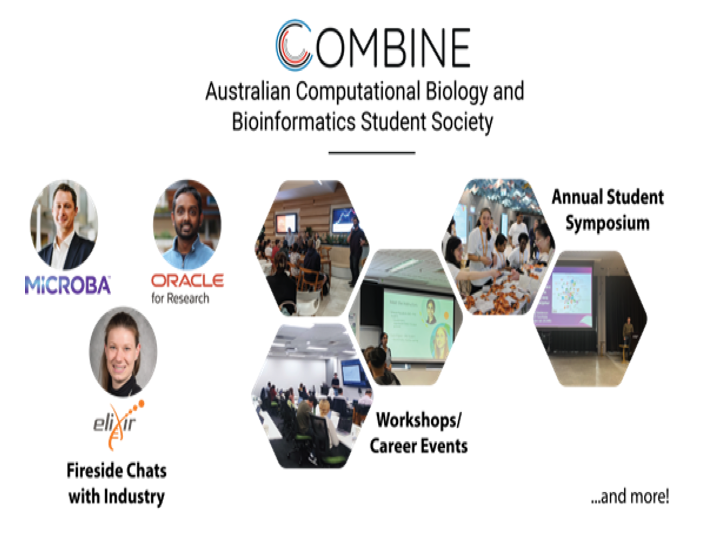 COMBINE
Australian Computational Biology and
Bioinformatics Student Society
MiCROBA
ORACLE
for Research
elixir
Fireside Chats
with Industry
Workshops/
Career Events
Annual Student
Symposium
...and more!